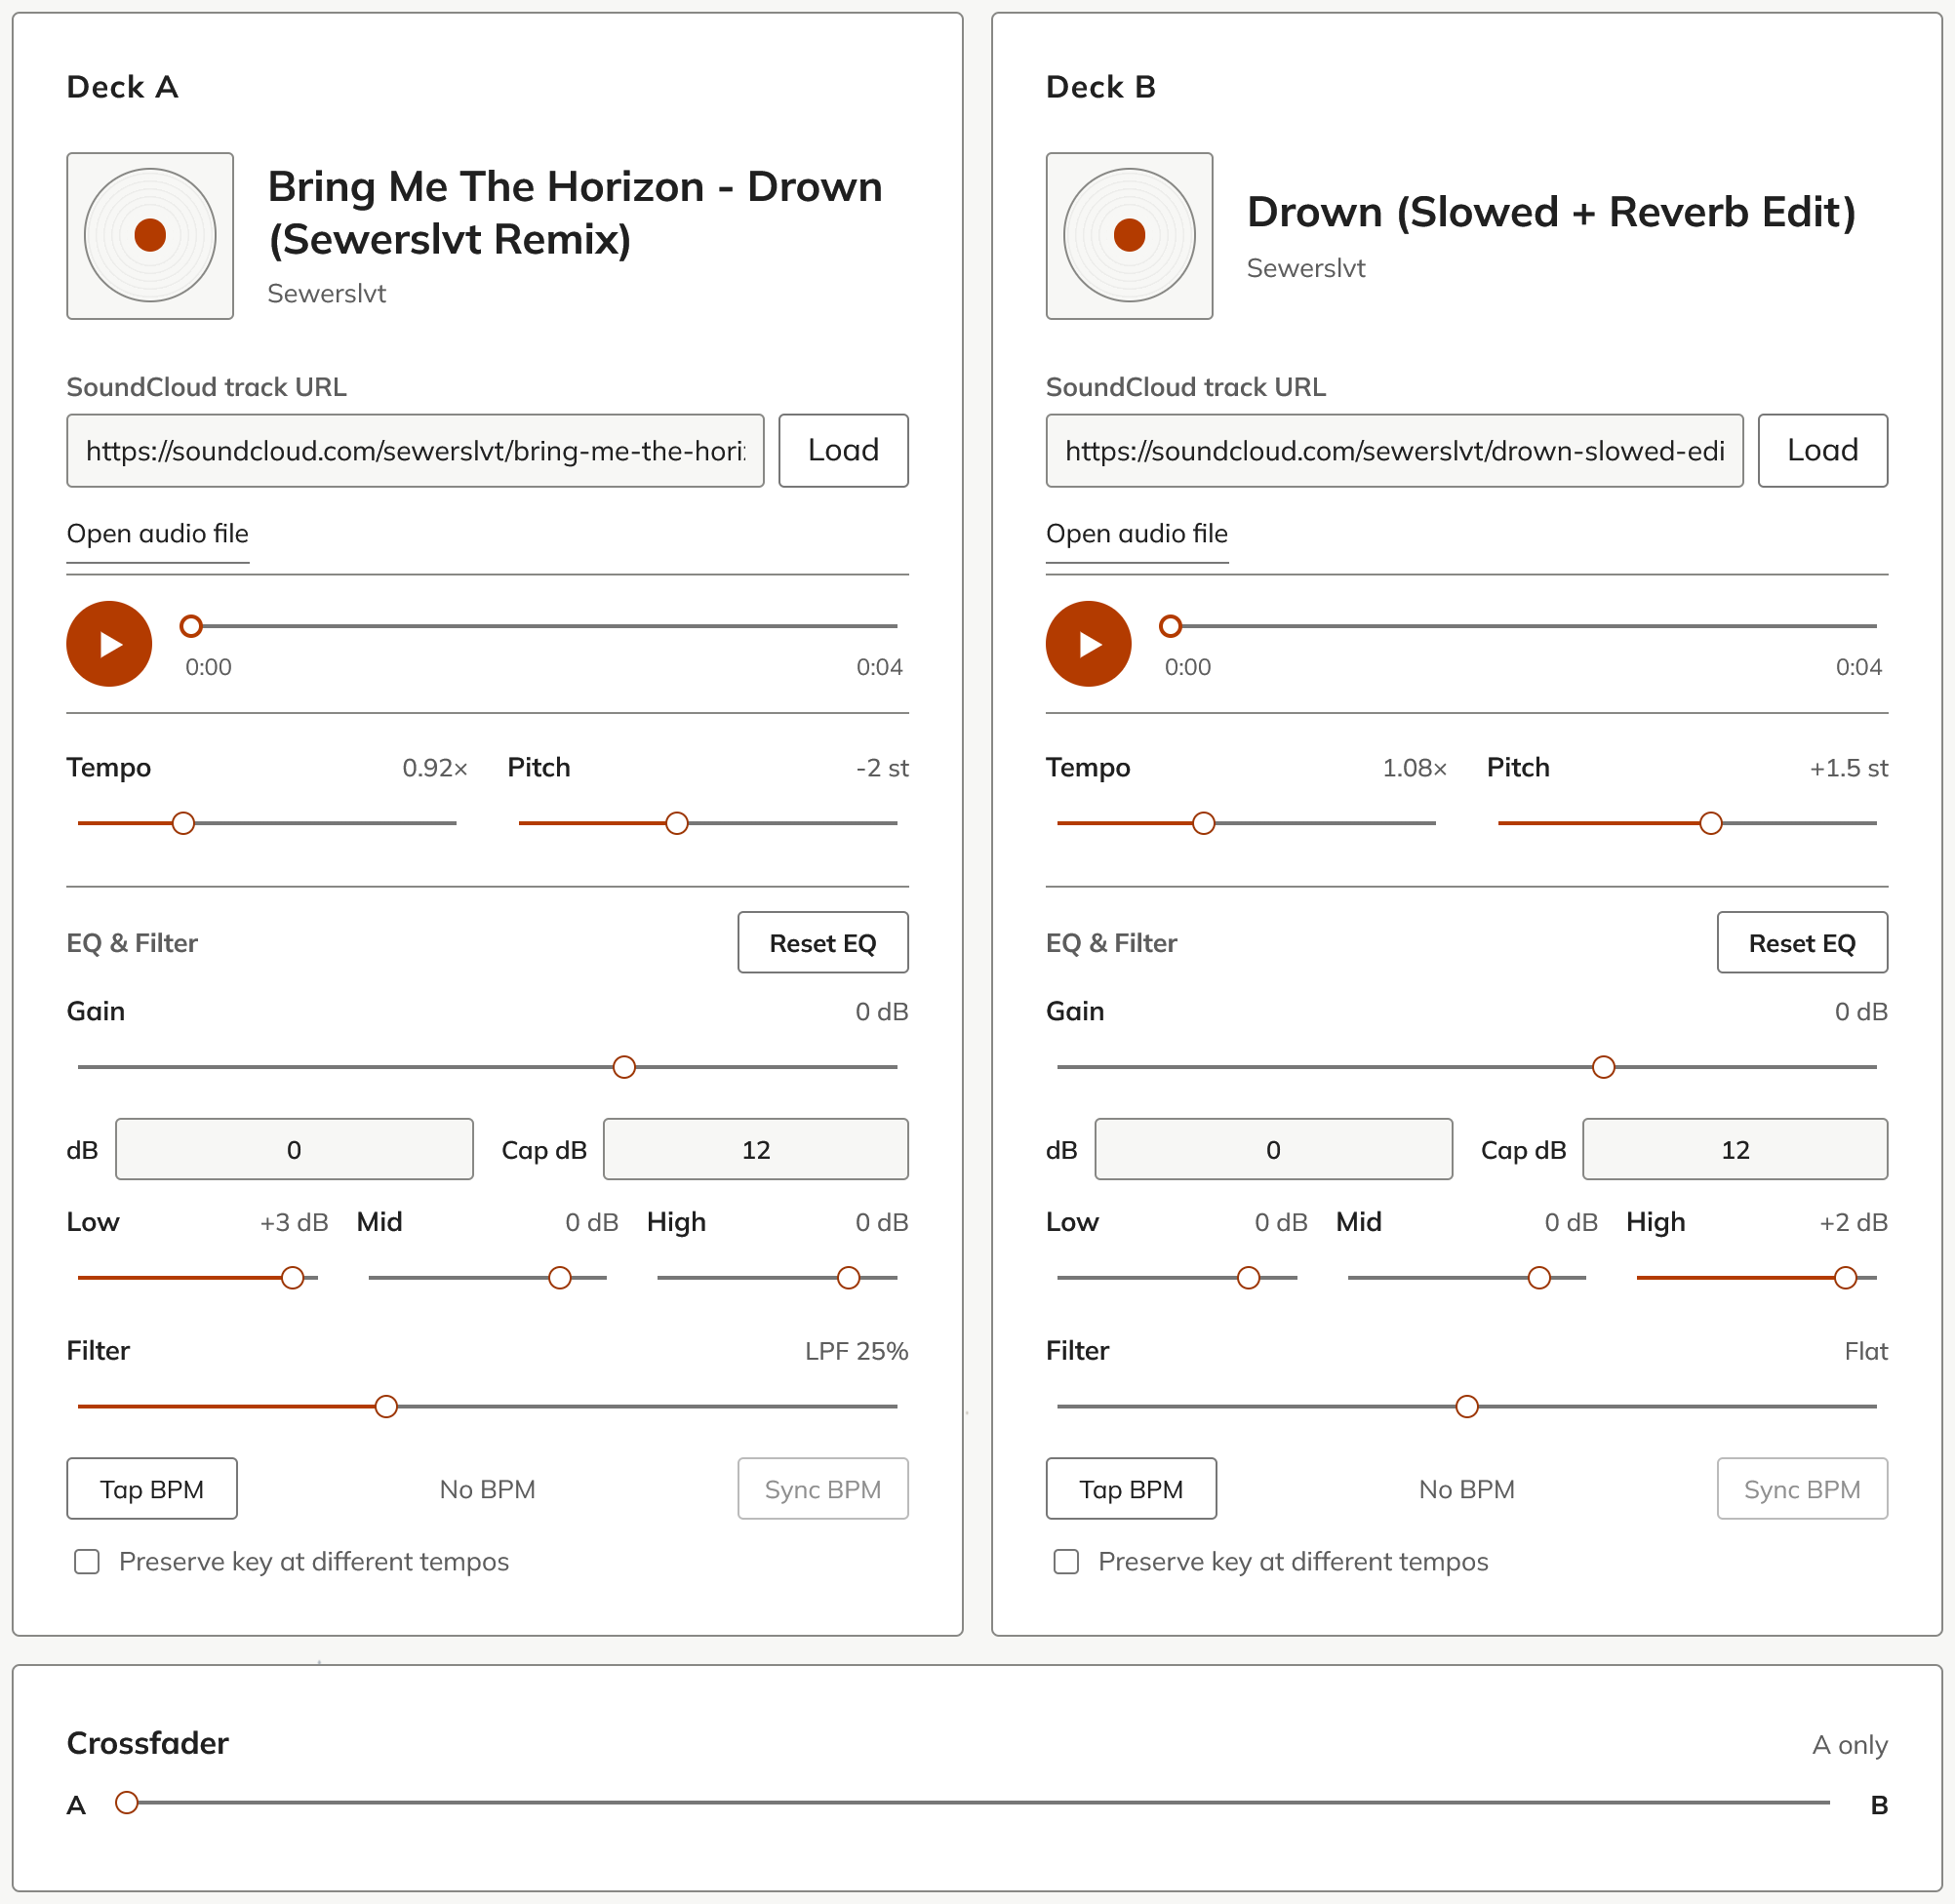 Deck A
Bring Me The Horizon - Drown
(Sewerslvt Remix)
Sewerslvt
SoundCloud track URL
https://soundcloud.com/sewerslvt/bring-me-the-hori
Load
Open audio file
0:00
0:04
Tempo 0.92× Pitch -2 st
EQ & Filter
Reset EQ
Gain 0 dB
dB 0 Cap dB 12
Low +3 dB Mid 0 dB High 0 dB
Filter LPF 25%
Tap BPM No BPM Sync BPM
Preserve key at different tempos
Deck B
Drown (Slowed + Reverb Edit)
Sewerslvt
SoundCloud track URL
https://soundcloud.com/sewerslvt/drown-slowed-edi
Load
Open audio file
0:00
0:04
Tempo 1.08× Pitch +1.5 st
EQ & Filter
Reset EQ
Gain 0 dB
dB 0 Cap dB 12
Low 0 dB Mid 0 dB High +2 dB
Filter Flat
Tap BPM No BPM Sync BPM
Preserve key at different tempos
Crossfader A only
A B